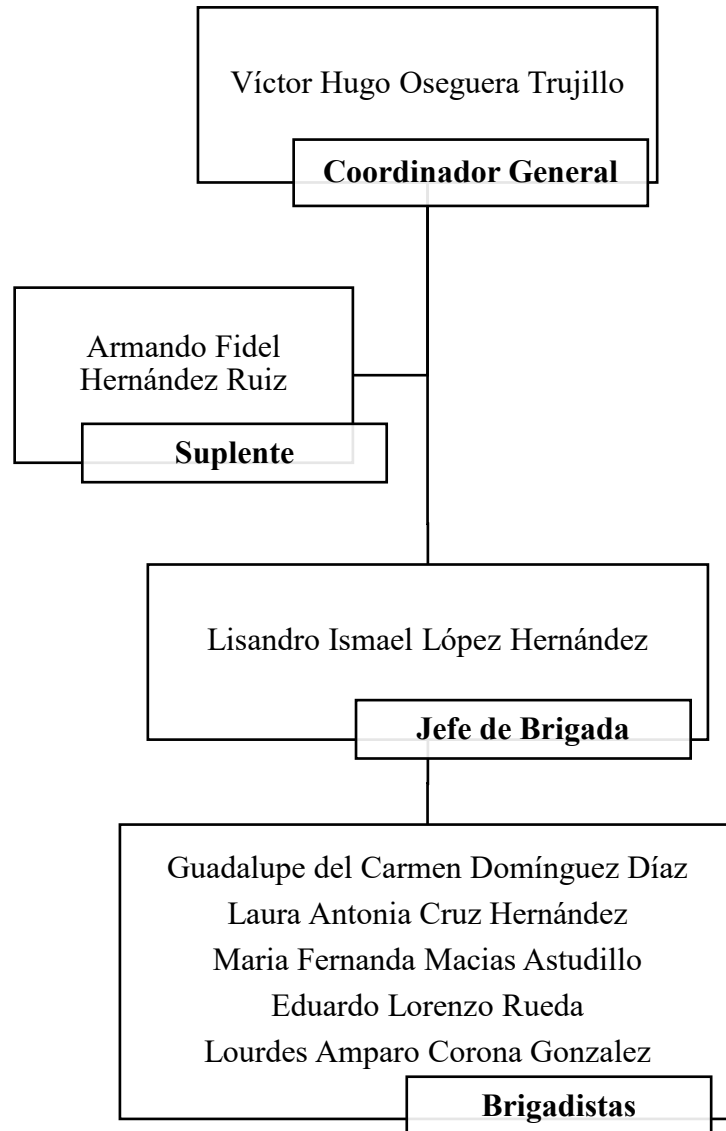 Víctor Hugo Oseguera Trujillo
Coordinador General
Armando Fidel
Hernández Ruiz
Suplente
Lisandro Ismael López Hernández
Jefe de Brigada
Guadalupe del Carmen Domínguez Díaz
Laura Antonia Cruz Hernández
Maria Fernanda Macias Astudillo
Eduardo Lorenzo Rueda
Lourdes Amparo Corona Gonzalez
Brigadistas